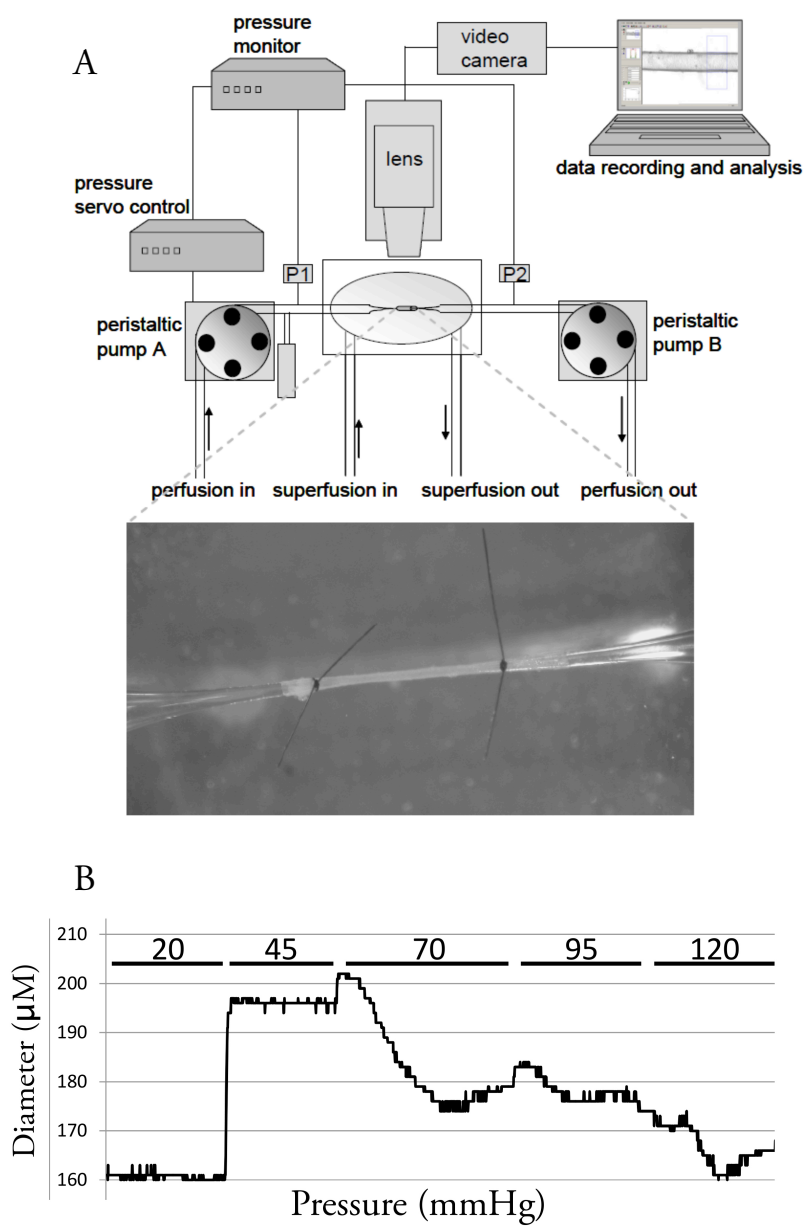 A
pressure
monitor
video
camera
lens
data recording and analysis
pressure
servo control
P1
P2
peristaltic
pump A
peristaltic
pump B
perfusion in
superfusion in
superfusion out
perfusion out
B
Diameter (μM)
210
200
190
180
170
160
20
45
70
95
120
Pressure (mmHg)